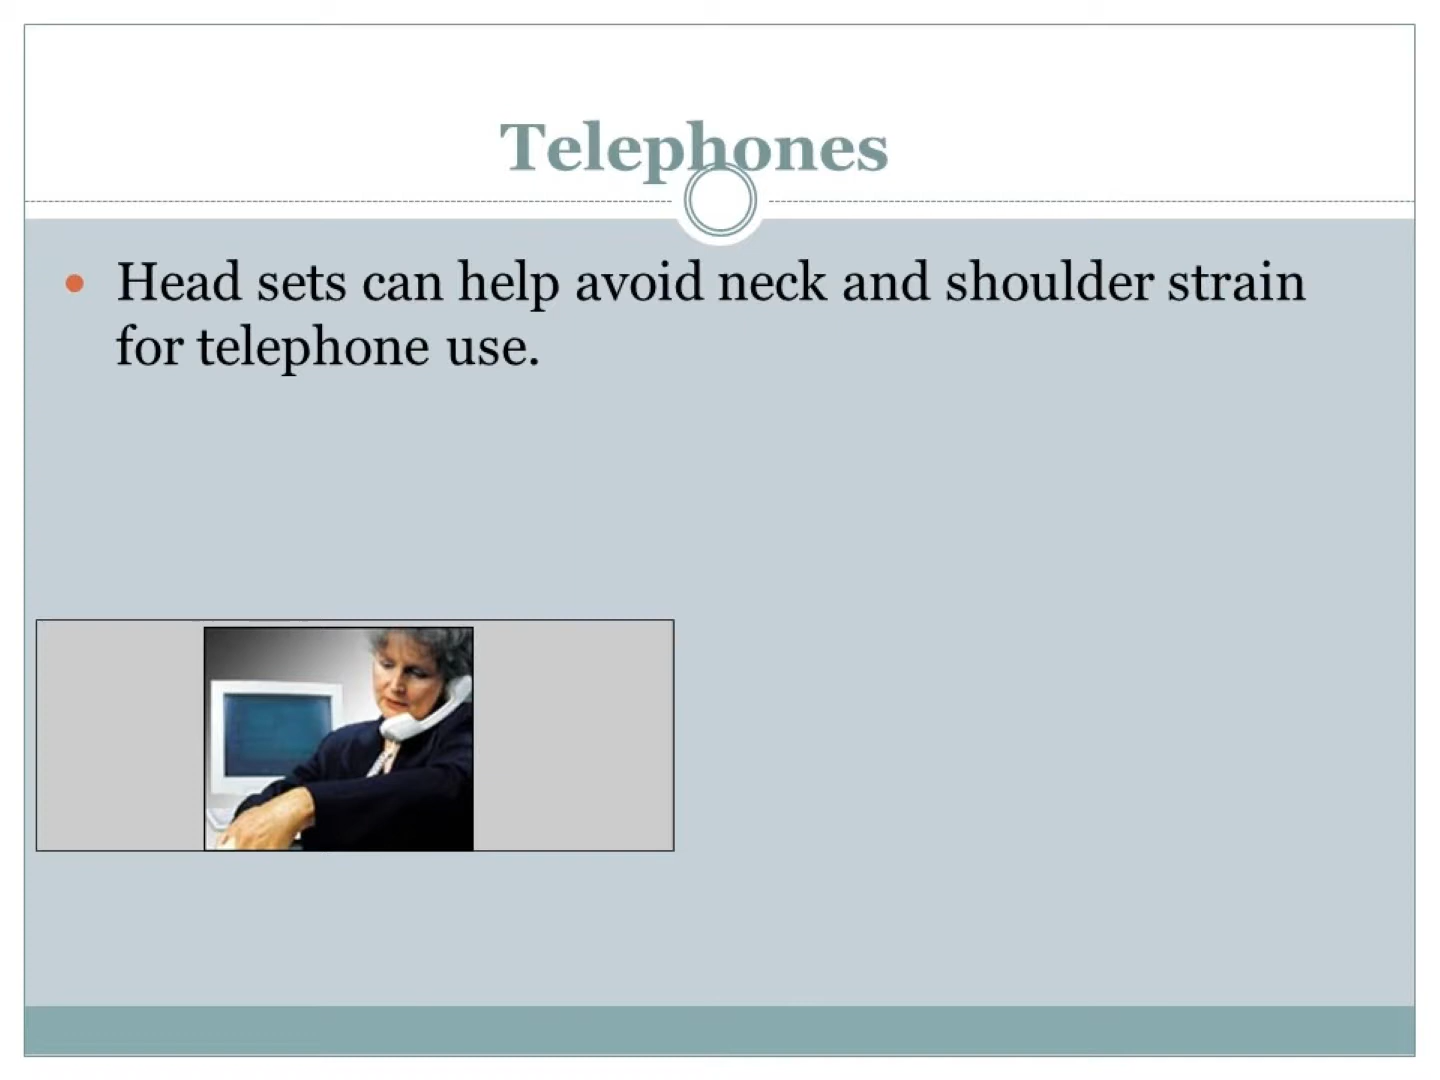 Telephones
Head sets can help avoid neck and shoulder strain
for telephone use.